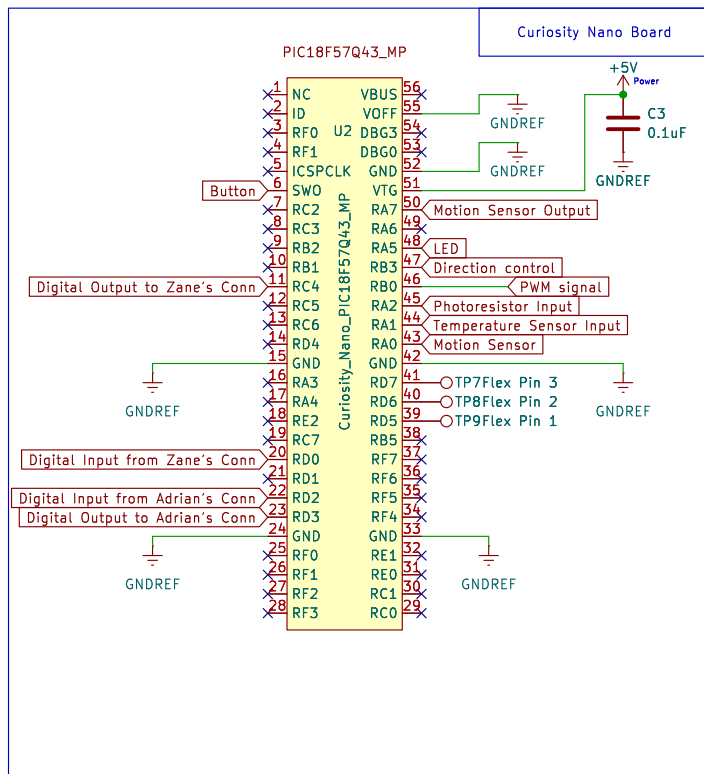 Curiosity Nano Board
PIC18F57Q43_MP
+5V
Power
C3
0.1uF
GNDREF
U2
Curiosity_Nano_PIC18F57Q43_MP
1 NC
2 ID
3 RF0
4 RF1
5 ICSPCLK
Button 6 SWO
7 RC2
8 RC3
9 RB2
10 RB1
Digital Output to Zane's Conn 11 RC4
12 RC5
13 RC6
14 RD4
15 GND
GNDREF
16 RA3
17 RA4
18 RE2
19 RC7
Digital Input from Zane's Conn 20 RD0
21 RD1
Digital Input from Adrian's Conn 22 RD2
Digital Output to Adrian's Conn 23 RD3
24 GND
GNDREF
25 RF0
26 RF1
27 RF2
28 RF3
VBUS 56
VOFF 55
GNDREF
DBG3 54
DBG0 53
GND 52
GNDREF
VTG 51
RA7 50 Motion Sensor Output
RA6 49
RA5 48 LED
RB3 47 Direction control
RB0 46 PWM signal
RA2 45 Photoresistor Input
RA1 44 Temperature Sensor Input
RA0 43 Motion Sensor
GND 42
GNDREF
RD7 41 TP7Flex Pin 3
RD6 40 TP8Flex Pin 2
RD5 39 TP9Flex Pin 1
RB5 38
RF7 37
RF6 36
RF5 35
RF4 34
GND 33
GNDREF
RE1 32
RE0 31
RC1 30
RC0 29